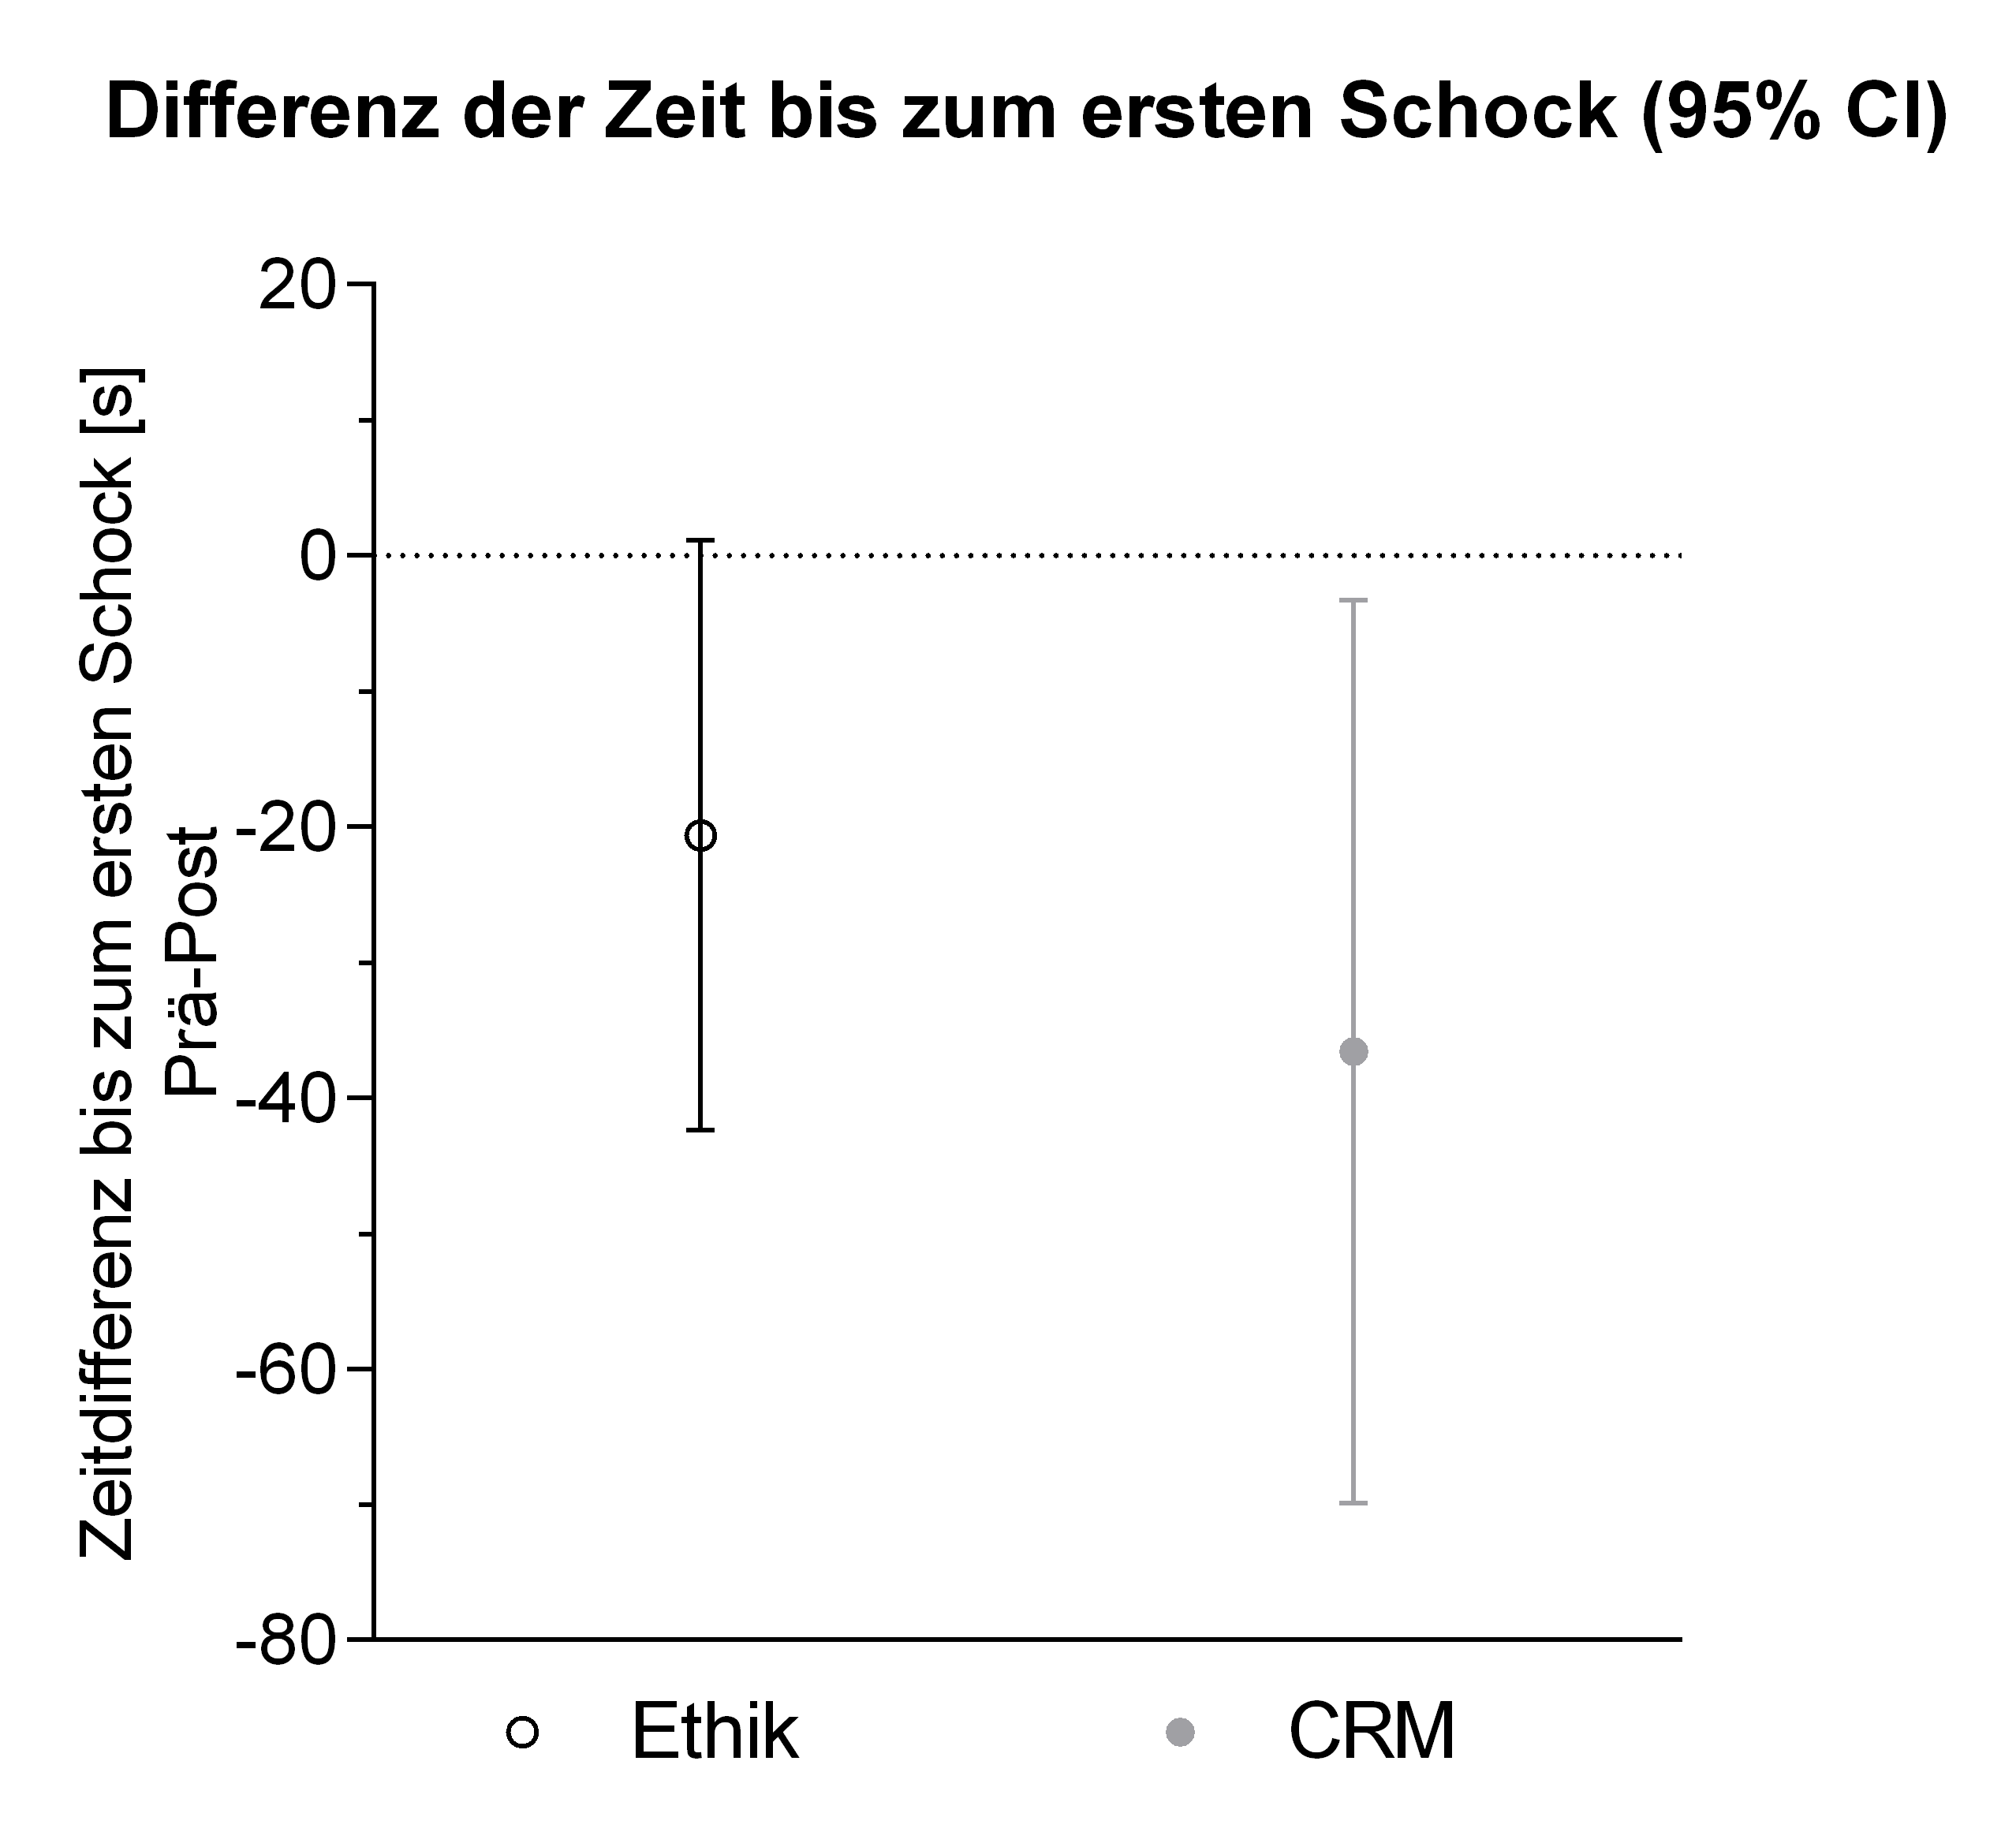 Differenz der Zeit bis zum ersten Schock (95% CI)
Zeitdifferenz bis zum ersten Schock [s]
Prä-Post
20
0
-20
-40
-60
-80
Ethik
CRM